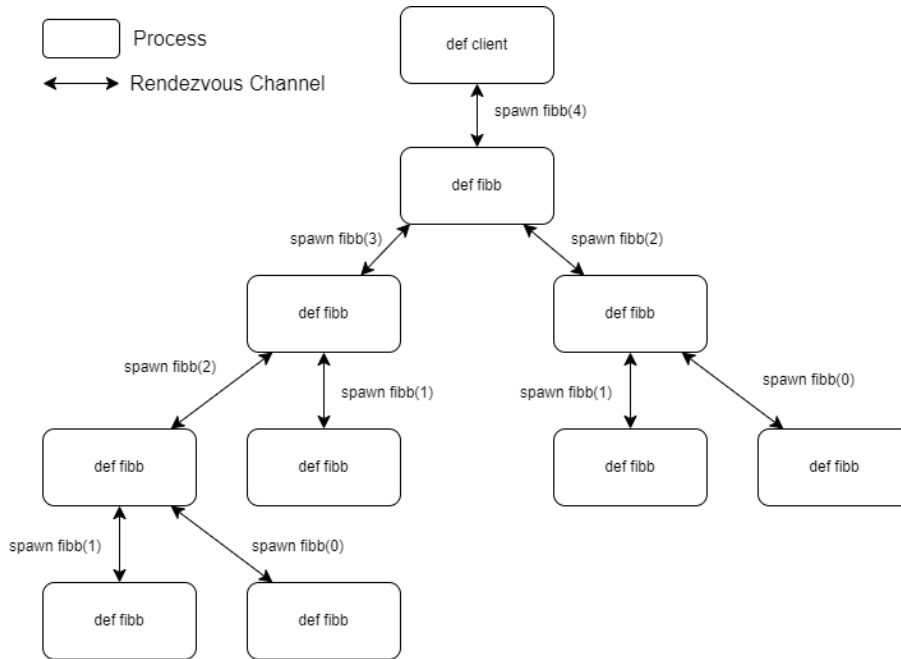 def client
Process
Rendezvous Channel
spawn fibb(4)
def fibb
spawn fibb(3)
spawn fibb(2)
def fibb
def fibb
spawn fibb(2)
spawn fibb(1)
spawn fibb(1)
spawn fibb(0)
def fibb
def fibb
def fibb
def fibb
spawn fibb(1)
spawn fibb(0)
def fibb
def fibb